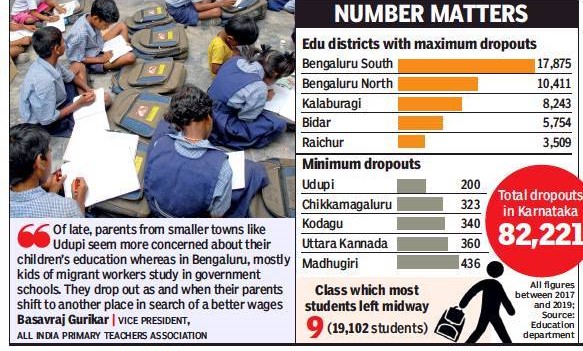 NUMBER MATTERS
Edu districts with maximum dropouts
Bengaluru South 17,875
Bengaluru North 10,411
Kalaburagi 8,243
Bidar 5,754
Raichur 3,509
Minimum dropouts
Udupi 200
Chikkamagaluru 323
Kodagu 340
Uttara Kannada 360
Madhugiri 436
Total dropouts
in Karnataka
82,221
All figures
between 2017
and 2019;
Source:
Education
department
Class which most
students left midway
9 (19,102 students)
Of late, parents from smaller towns like
Udupi seem more concerned about their
children's education whereas in Bengaluru, mostly
kids of migrant workers study in government
schools. They drop out as and when their parents
shift to another place in search of a better wages
Basavraj Gurikar | VICE PRESIDENT,
ALL INDIA PRIMARY TEACHERS ASSOCIATION